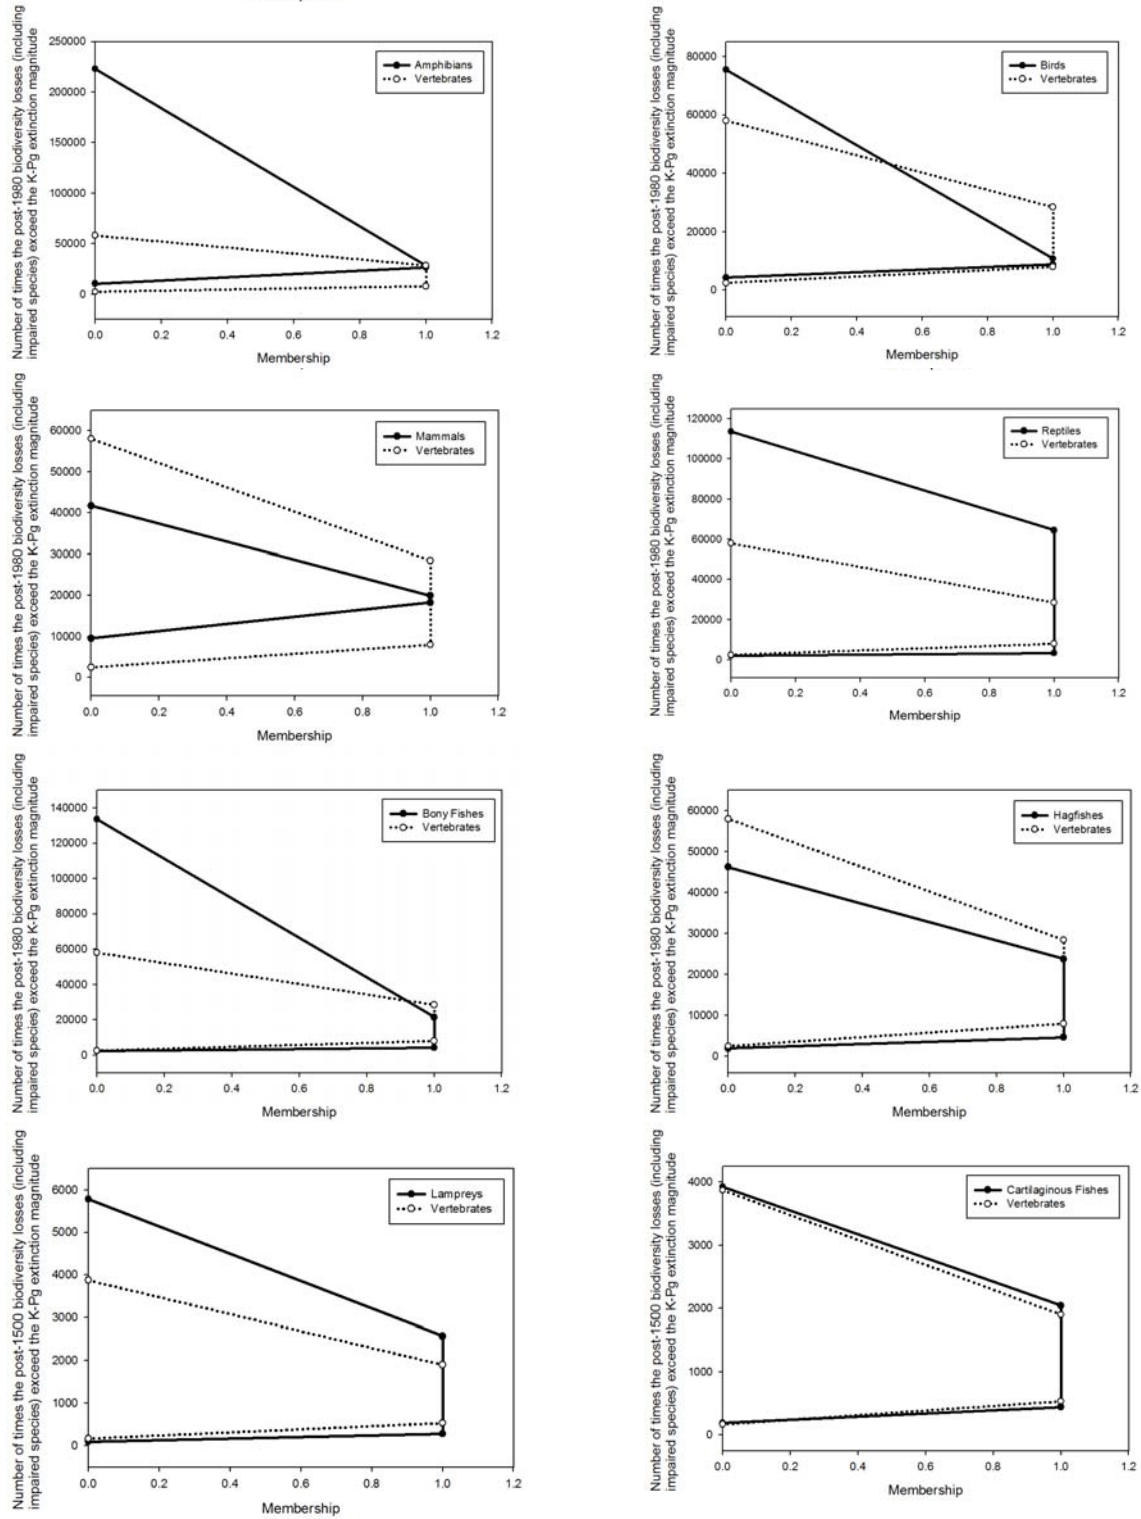 Number of times the post-1980 biodiversity losses (including
impaired species) exceed the K-Pg extinction magnitude
250000
200000
150000
100000
50000
0
Amphibians
Vertebrates
0.0 0.2 0.4 0.6 0.8 1.0 1.2
Membership
Number of times the post-1980 biodiversity losses (including
impaired species) exceed the K-Pg extinction magnitude
80000
60000
40000
20000
0
Birds
Vertebrates
0.0 0.2 0.4 0.6 0.8 1.0 1.2
Membership
Number of times the post-1980 biodiversity losses (including
impaired species) exceed the K-Pg extinction magnitude
60000
50000
40000
30000
20000
10000
0
Mammals
Vertebrates
0.0 0.2 0.4 0.6 0.8 1.0 1.2
Membership
Number of times the post-1980 biodiversity losses (including
impaired species) exceed the K-Pg extinction magnitude
120000
100000
80000
60000
40000
20000
0
Reptiles
Vertebrates
0.0 0.2 0.4 0.6 0.8 1.0 1.2
Membership
Number of times the post-1980 biodiversity losses (including
impaired species) exceed the K-Pg extinction magnitude
140000
120000
100000
80000
60000
40000
20000
0
Bony Fishes
Vertebrates
0.0 0.2 0.4 0.6 0.8 1.0 1.2
Membership
Number of times the post-1980 biodiversity losses (including
impaired species) exceed the K-Pg extinction magnitude
60000
50000
40000
30000
20000
10000
0
Hagfishes
Vertebrates
0.0 0.2 0.4 0.6 0.8 1.0 1.2
Membership
Number of times the post-1500 biodiversity losses (including
impaired species) exceed the K-Pg extinction magnitude
6000
5000
4000
3000
2000
1000
0
Lampreys
Vertebrates
0.0 0.2 0.4 0.6 0.8 1.0 1.2
Membership
Number of times the post-1500 biodiversity losses (including
impaired species) exceed the K-Pg extinction magnitude
4000
3000
2000
1000
0
Cartilaginous Fishes
Vertebrates
0.0 0.2 0.4 0.6 0.8 1.0 1.2
Membership